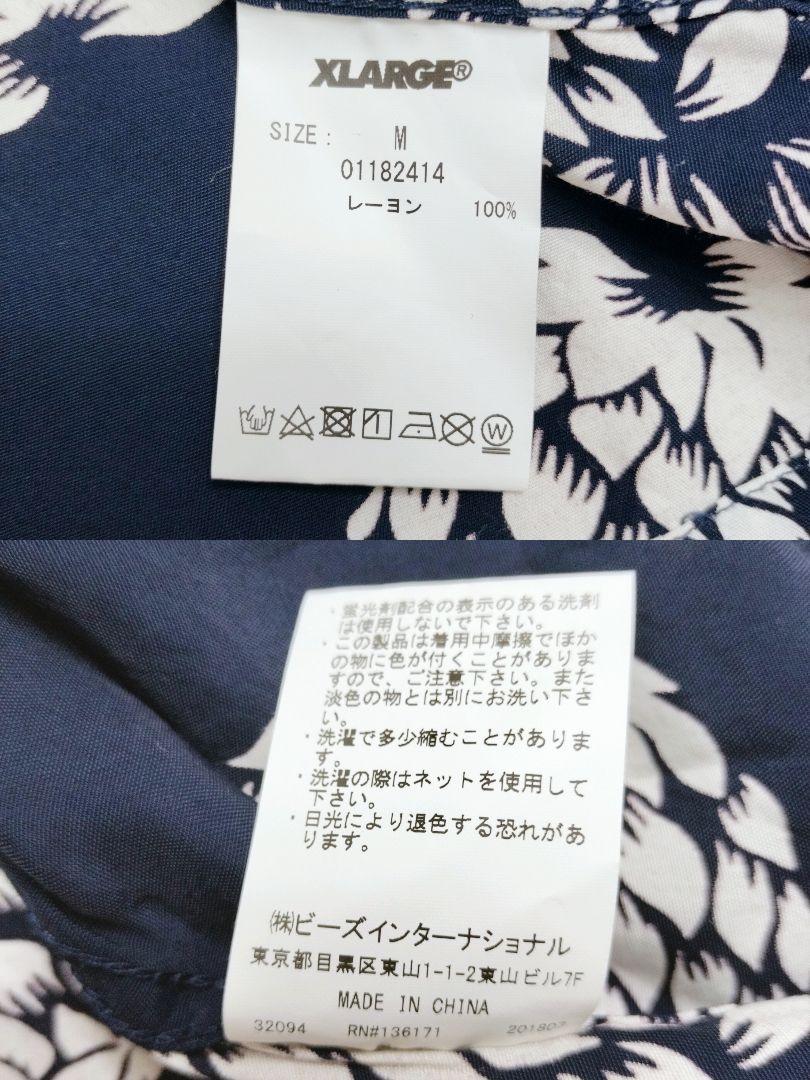 XLARGE®
SIZE: M
01182414
レーヨン 100%
W
・蛍光剤配合の表示のある洗剤
は使用しないで下さい。
・この製品は着用中摩擦でほか
の物に色が付くことがありま
すので、ご注意下さい。また
淡色の物とは別にお洗い下さ
い。
・洗濯で多少縮むことがありま
す。
・洗濯の際はネットを使用して
下さい。
・日光により退色する恐れがあ
ります。
㈱ビーズインターナショナル
東京都目黒区東山1-1-2東山ビル7F
MADE IN CHINA
32094 RN#136171 201807